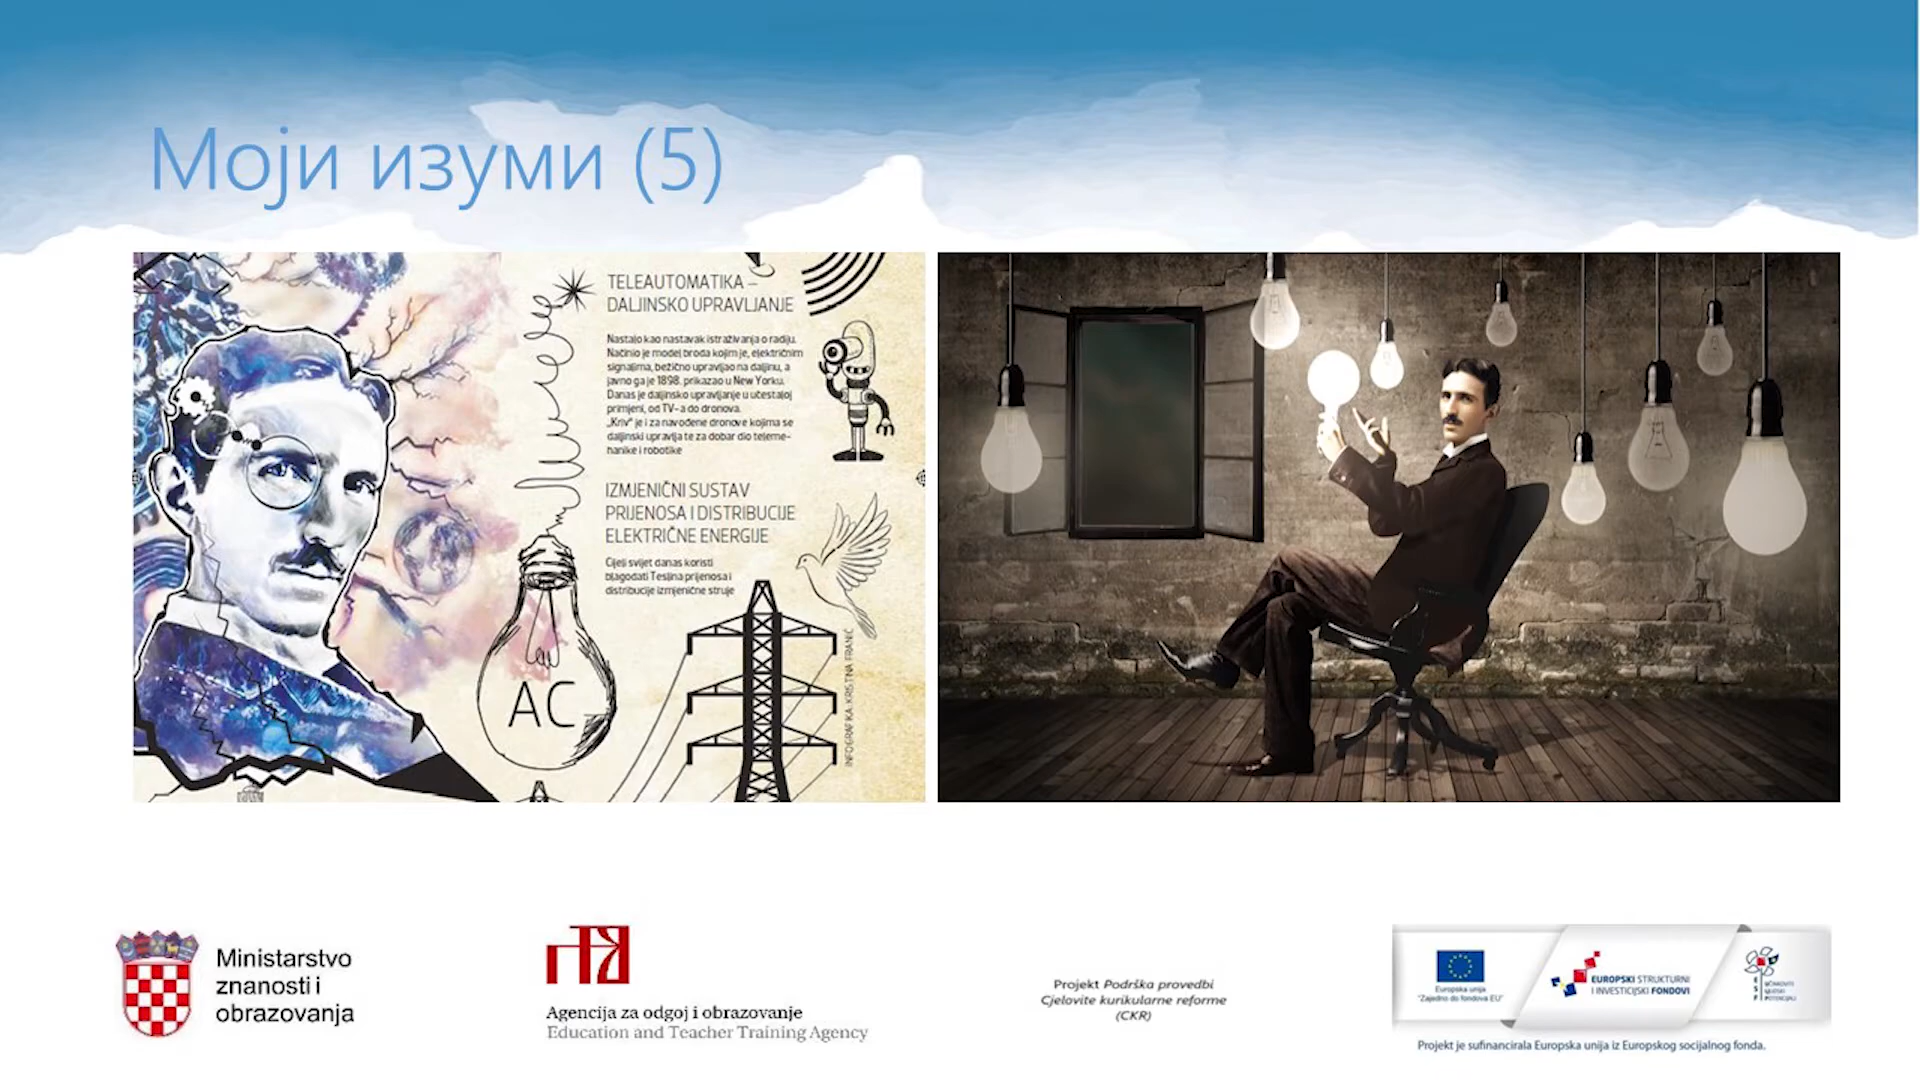 Моји изуми (5)
TELEAUTOMATIKA –
DALJINSKO UPRAVLJANJE
Nastalo kao nastavak istraživanja o radiju.
Načinio je model broda kojim je, električnim
signalima, bežično upravljao na daljinu, a
javno ga je 1898. prikazao u New Yorku.
Danas je daljinsko upravljanje u učestaloj
primjeni, od TV-a do dronova.
„Kriv" je i za navođene dronove kojima se
daljinski upravlja te za dobar dio teleme-
hanike i robotike
IZMJENIČNI SUSTAV
PRIJENOSA I DISTRIBUCIJE
ELEKTRIČNE ENERGIJE
Cijeli svijet danas koristi
blagodati Teslina prijenosa i
distribucije izmjenične struje
AC
INFOGRAFIKA: KRISTINA FRANIĆ
Ministarstvo
znanosti i
obrazovanja
Agencija za odgoj i obrazovanje
Education and Teacher Training Agency
Projekt Podrška provedbi
Cjelovite kurikularne reforme
(CKR)
Europska unija
"Zajedno do fondova EU"
EUROPSKI STRUKTURNI
I INVESTICIJSKI FONDOVI
UČINKOVITI
LJUDSKI
POTENCIJALI
Projekt je sufinancirala Europska unija iz Europskog socijalnog fonda.